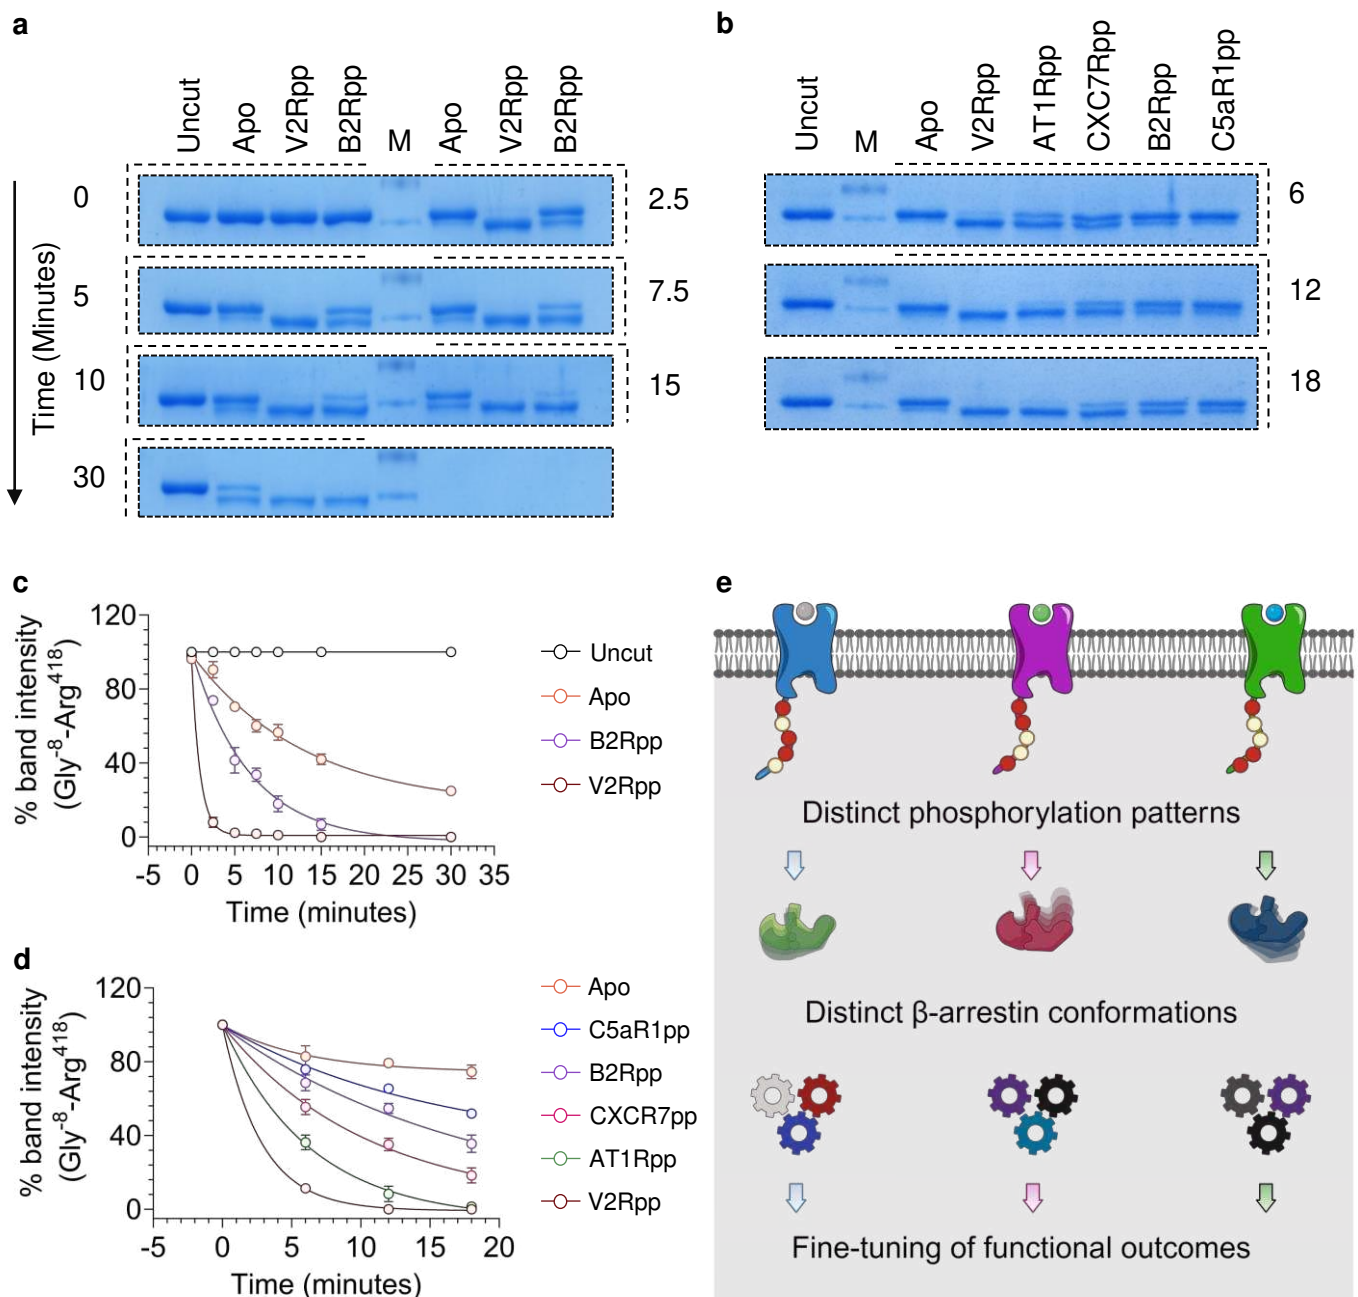 a
Uncut
Apo
V2Rpp
B2Rpp
M
Apo
V2Rpp
B2Rpp
Time (Minutes)
0
2.5
5
7.5
10
15
30
b
Uncut
M
Apo
V2Rpp
AT1Rpp
CXC7Rpp
B2Rpp
C5aR1pp
6
12
18
c
% band intensity
(Gly⁻⁸-Arg⁴¹⁸)
120
80
40
0
-5 0 5 10 15 20 25 30 35
Time (minutes)
Uncut
Apo
B2Rpp
V2Rpp
d
% band intensity
(Gly⁻⁸-Arg⁴¹⁸)
120
80
40
0
-5 0 5 10 15 20
Time (minutes)
Apo
C5aR1pp
B2Rpp
CXCR7pp
AT1Rpp
V2Rpp
e
Distinct phosphorylation patterns
Distinct β-arrestin conformations
Fine-tuning of functional outcomes